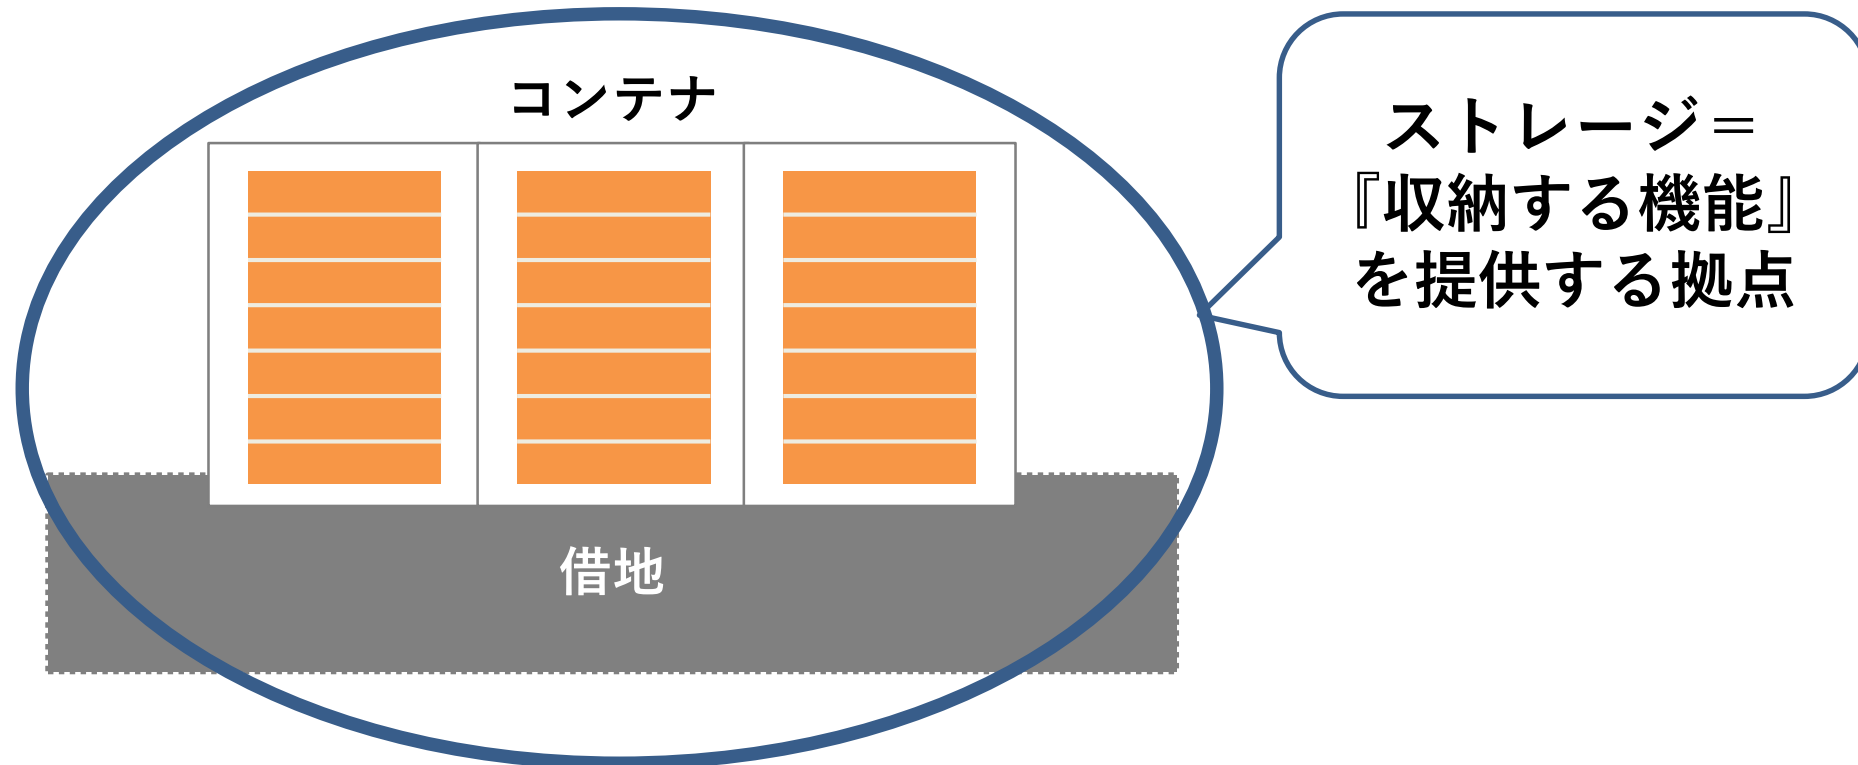 コンテナ
ストレージ＝
『収納する機能』
を提供する拠点
借地